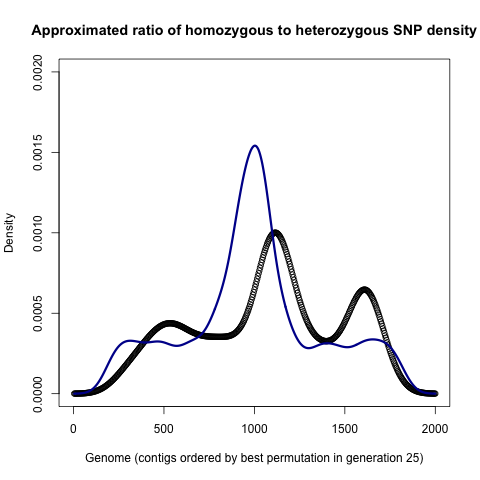 Approximated ratio of homozygous to heterozygous SNP density
0.0020
0.0015
0.0010
0.0005
0.0000
Density
0 500 1000 1500 2000
Genome (contigs ordered by best permutation in generation 25)